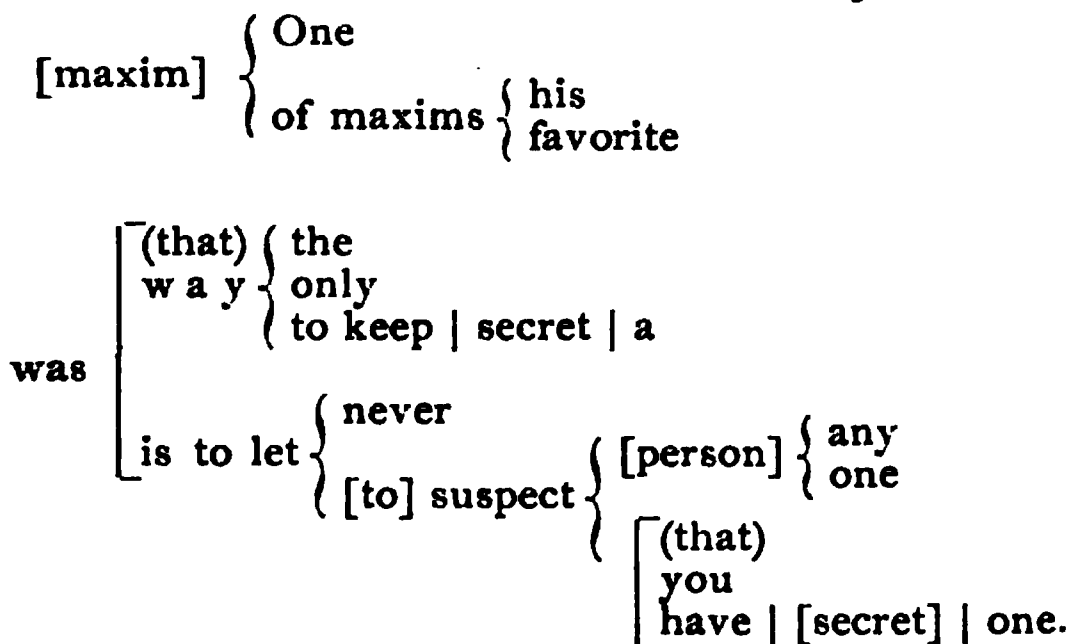 One
[maxim]
of maxims his
favorite
(that) the
w a y only
to keep | secret | a
was
never
is to let any
[person] one
[to] suspect
(that)
you
have | [secret] | one.